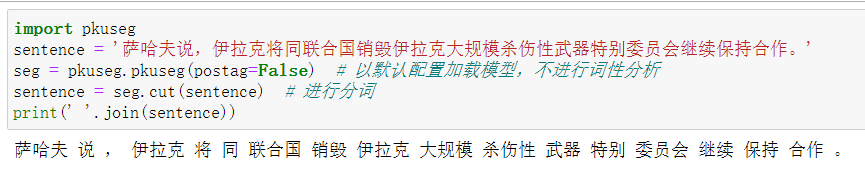 import pkuseg
sentence = '萨哈夫说，伊拉克将同联合国销毁伊拉克大规模杀伤性武器特别委员会继续保持合作。'
seg = pkuseg.pkuseg(postag=False)  # 以默认配置加载模型，不进行词性分析
sentence = seg.cut(sentence)  # 进行分词
print(' '.join(sentence))
萨哈夫 说 ， 伊拉克 将 同 联合国 销毁 伊拉克 大规模 杀伤性 武器 特别 委员会 继续 保持 合作 。